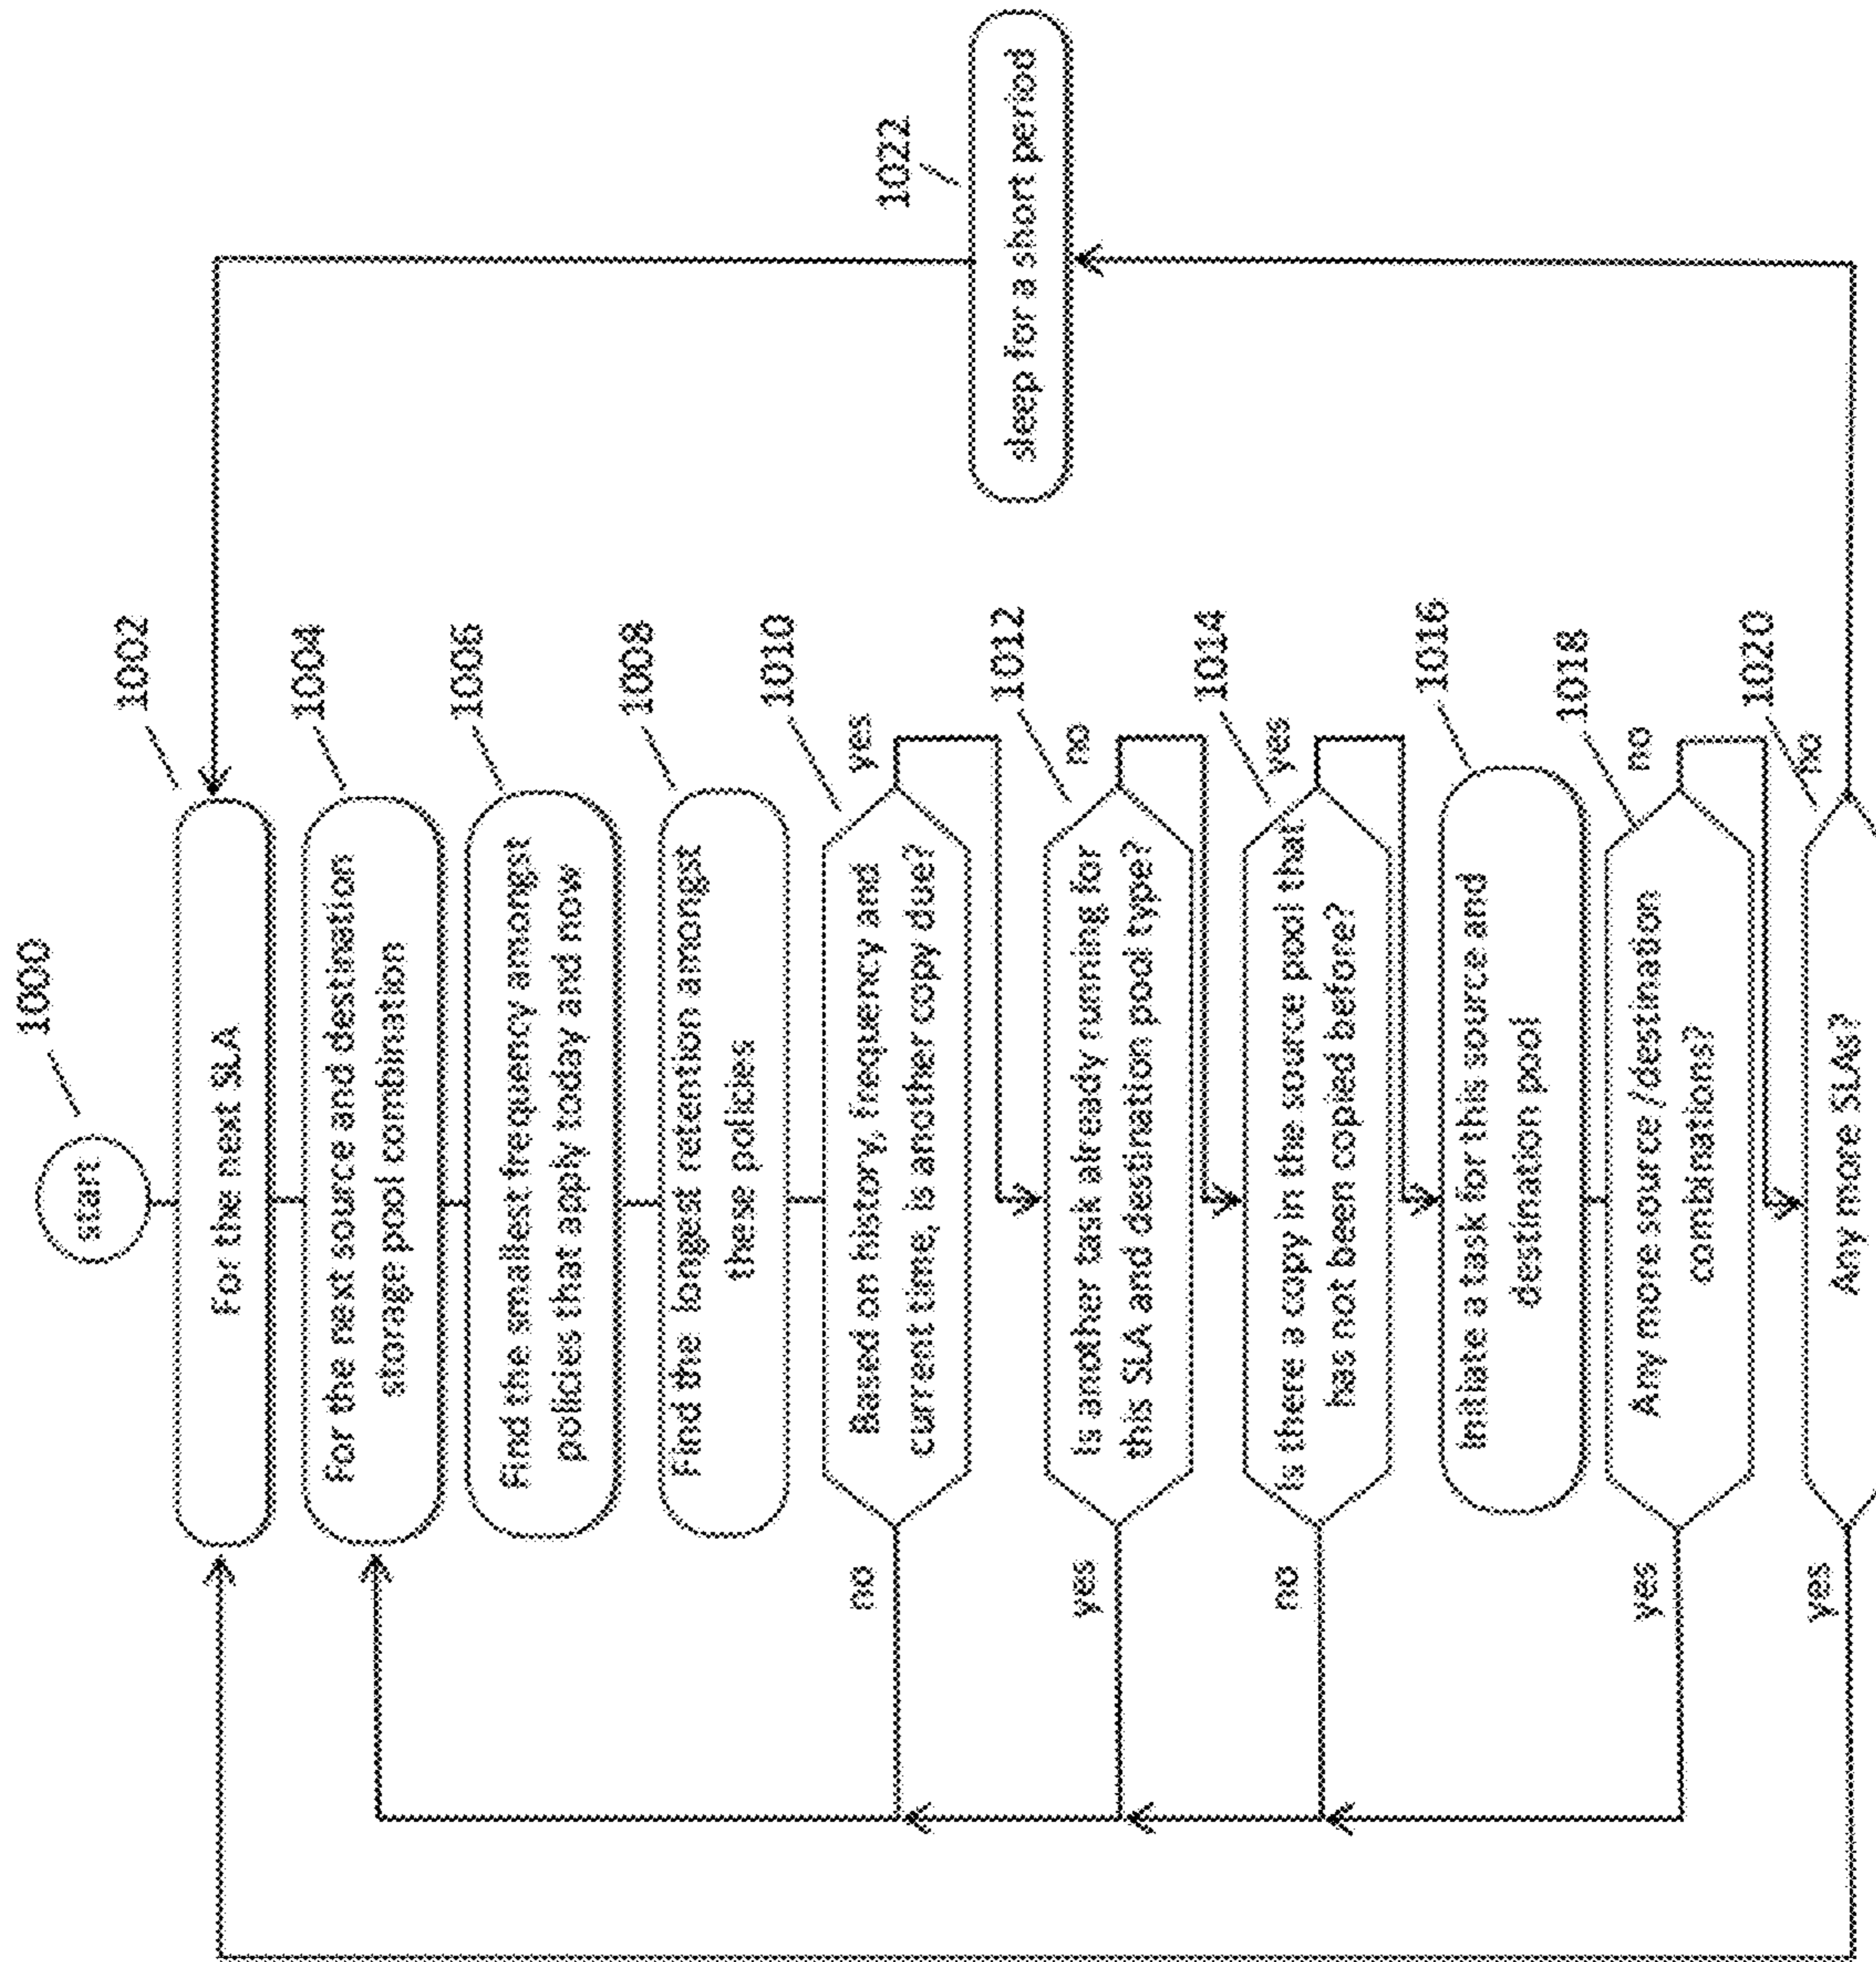 1000
start
1002
For the next SLA
1004
For the next source and destination
storage pool combination
1006
Find the smallest frequency amongst
policies that apply today and now
1008
Find the longest retention amongst
these policies
1010
Based on history, frequency and
current time, is another copy due?
no
yes
1012
Is another task already running for
this SLA and destination pool type?
yes
no
1014
Is there a copy in the source pool that
has not been copied before?
no
yes
1016
Initiate a task for this source and
destination pool
1018
Any more source /destination
combinations?
yes
no
1020
Any more SLAs?
yes
no
1022
sleep for a short period